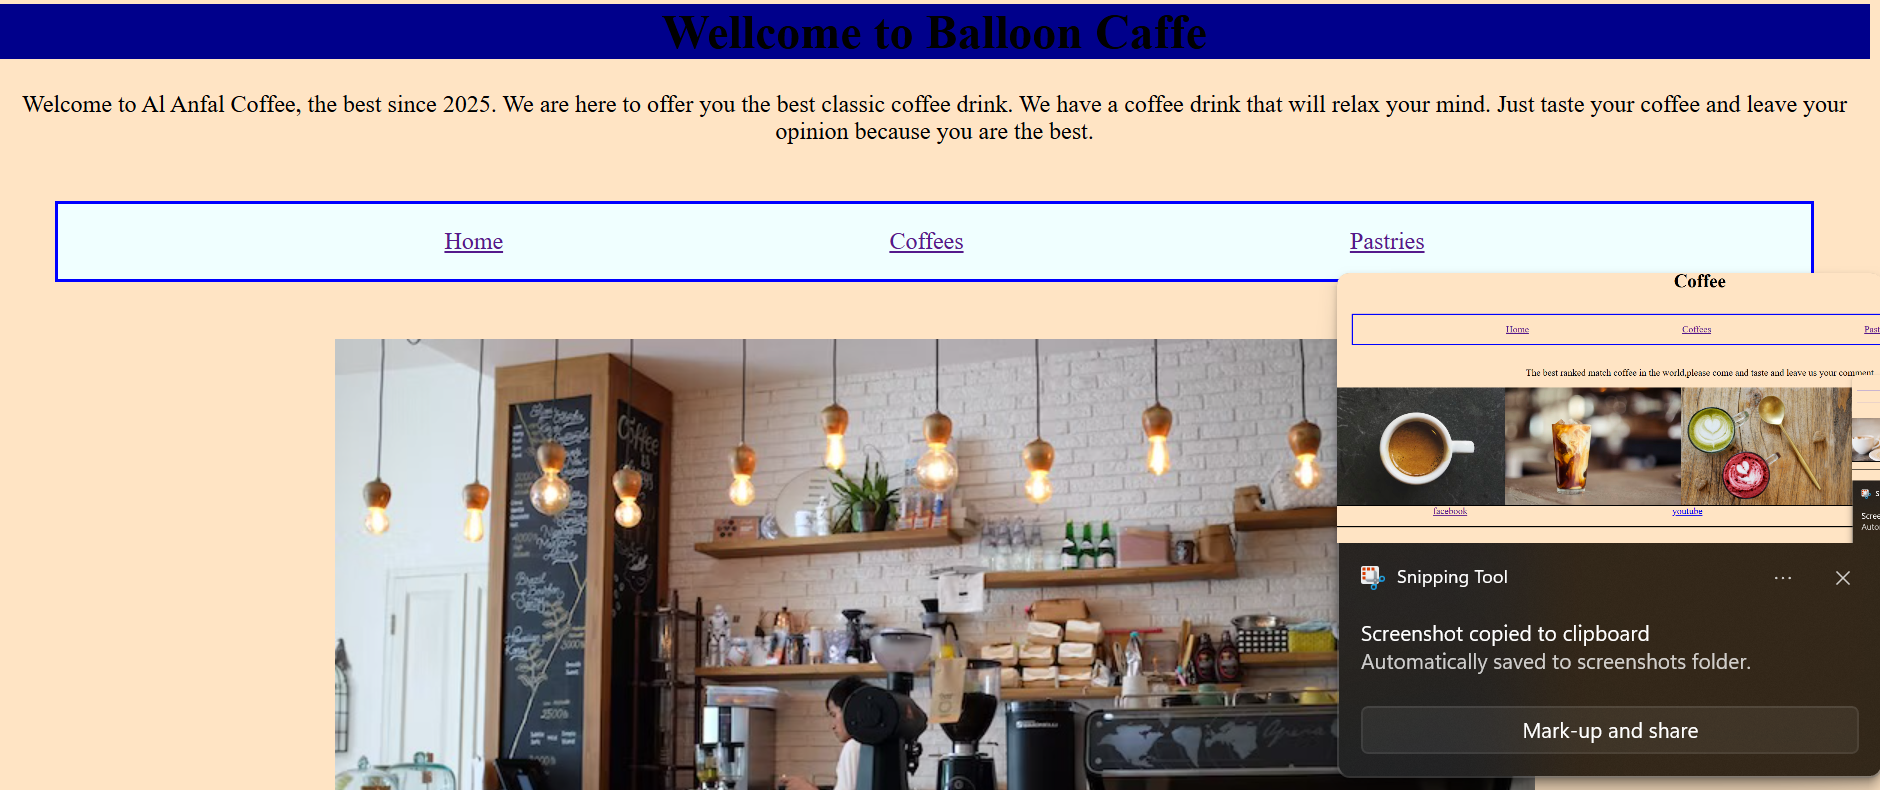 Wellcome to Balloon Caffe
Welcome to Al Anfal Coffee, the best since 2025. We are here to offer you the best classic coffee drink. We have a coffee drink that will relax your mind. Just taste your coffee and leave your
opinion because you are the best.
Home Coffees Pastries
Coffee
Home Coffees Past
The best ranked match coffee in the world,please come and taste and leave us your comment
facebook youtube
Snipping Tool
Screenshot copied to clipboard
Automatically saved to screenshots folder.
Mark-up and share
Coffee